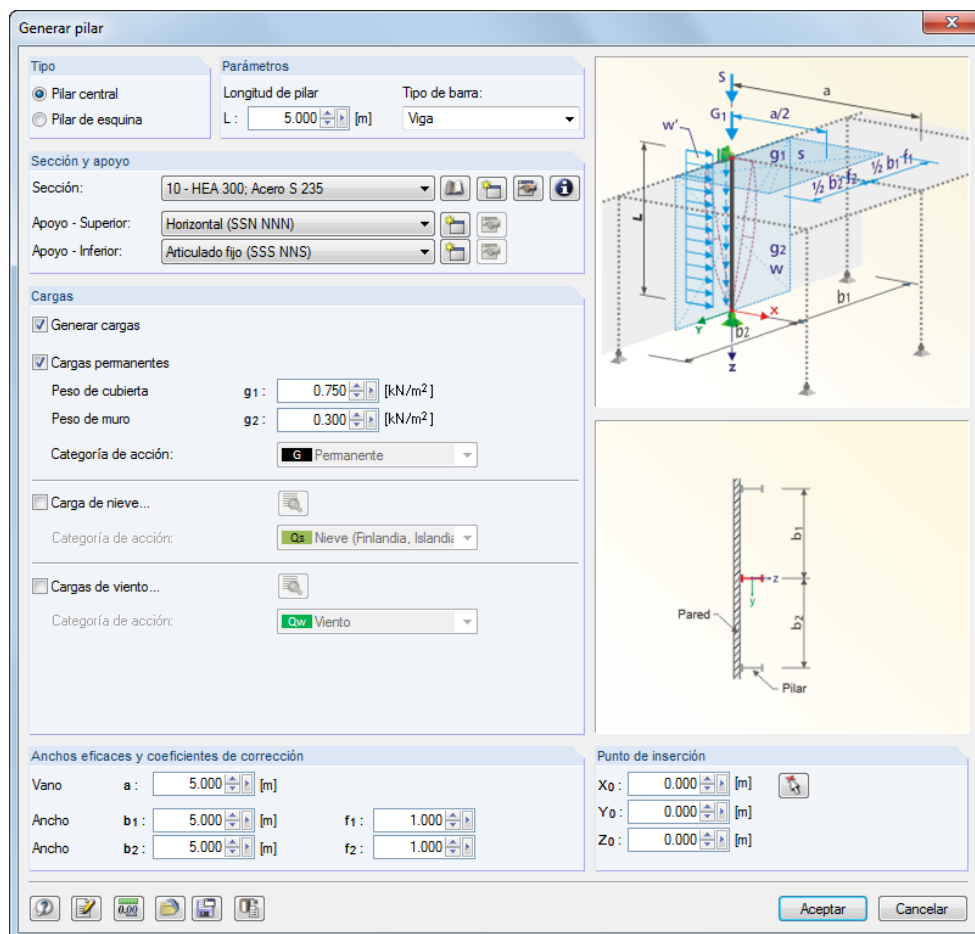 Generar pilar
Tipo
Pilar central
Pilar de esquina
Parámetros
Longitud de pilar
L : 5.000 [m]
Tipo de barra:
Viga
Sección y apoyo
Sección: 10 - HEA 300; Acero S 235
Apoyo - Superior: Horizontal (SSN NNN)
Apoyo - Inferior: Articulado fijo (SSS NNS)
Cargas
Generar cargas
Cargas permanentes
Peso de cubierta g1 : 0.750 [kN/m2]
Peso de muro g2 : 0.300 [kN/m2]
Categoría de acción: G Permanente
Carga de nieve...
Categoría de acción: Qs Nieve (Finlandia, Islandia
Cargas de viento...
Categoría de acción: Qw Viento
S
a
G1
a/2
w'
g1 s
½ b1 f1
½ b2 f2
L
g2
w
b1
X
Y
b2
Z
b1
z
y
Pared
b2
Pilar
Anchos eficaces y coeficientes de corrección
Vano a : 5.000 [m]
Ancho b1 : 5.000 [m] f1 : 1.000
Ancho b2 : 5.000 [m] f2 : 1.000
Punto de inserción
X0 : 0.000 [m]
Y0 : 0.000 [m]
Z0 : 0.000 [m]
0.00
Aceptar
Cancelar